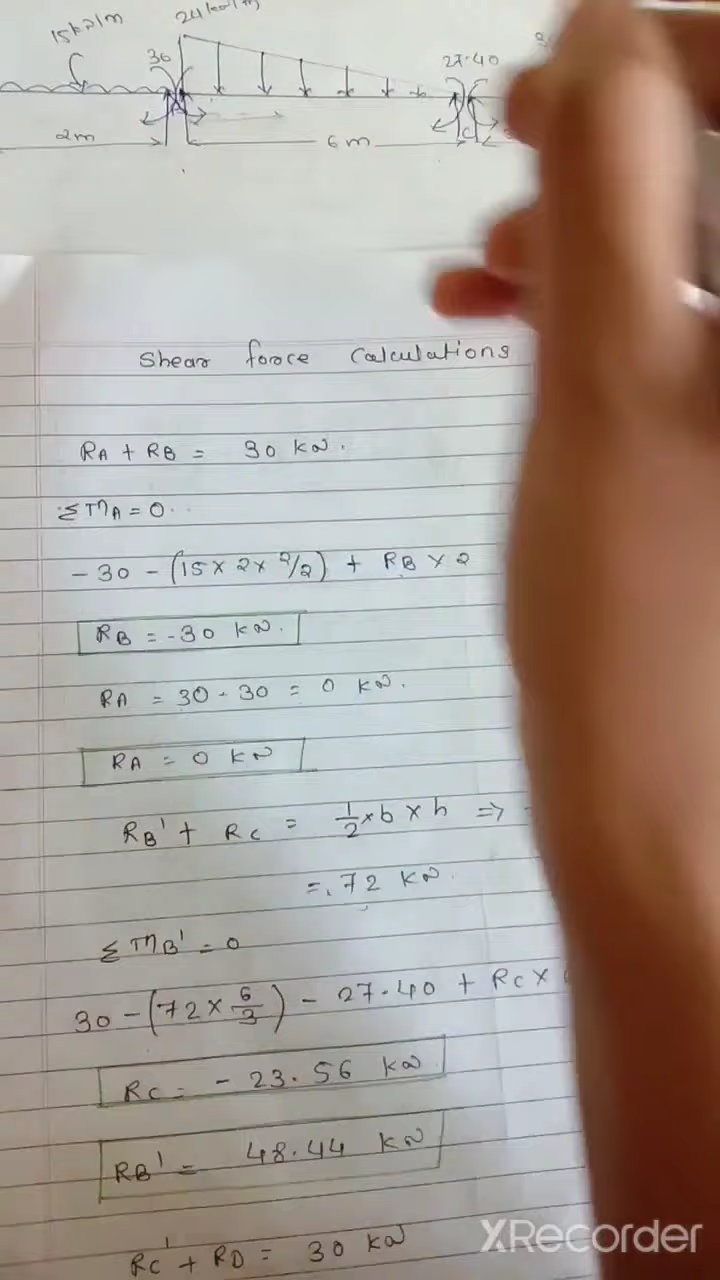 15kN/m
24kN/m
30
27.40
2m
6m
C
Shear force Calculations
RA + RB = 30 kN.
ΣMA = 0..
- 30 - (15 × 2 × 2/2) + RB × 2
RB = -30 kN.
RA = 30 - 30 = 0 kN.
RA = 0 kN
RB' + RC = 1/2 × b × h ⇒
= 72 kN.
ΣMB' = 0
30 - (72 × 6/3) - 27.40 + RC ×
RC = - 23.56 kN
RB' = 48.44 kN
RC' + RD = 30 kN
XRecorder